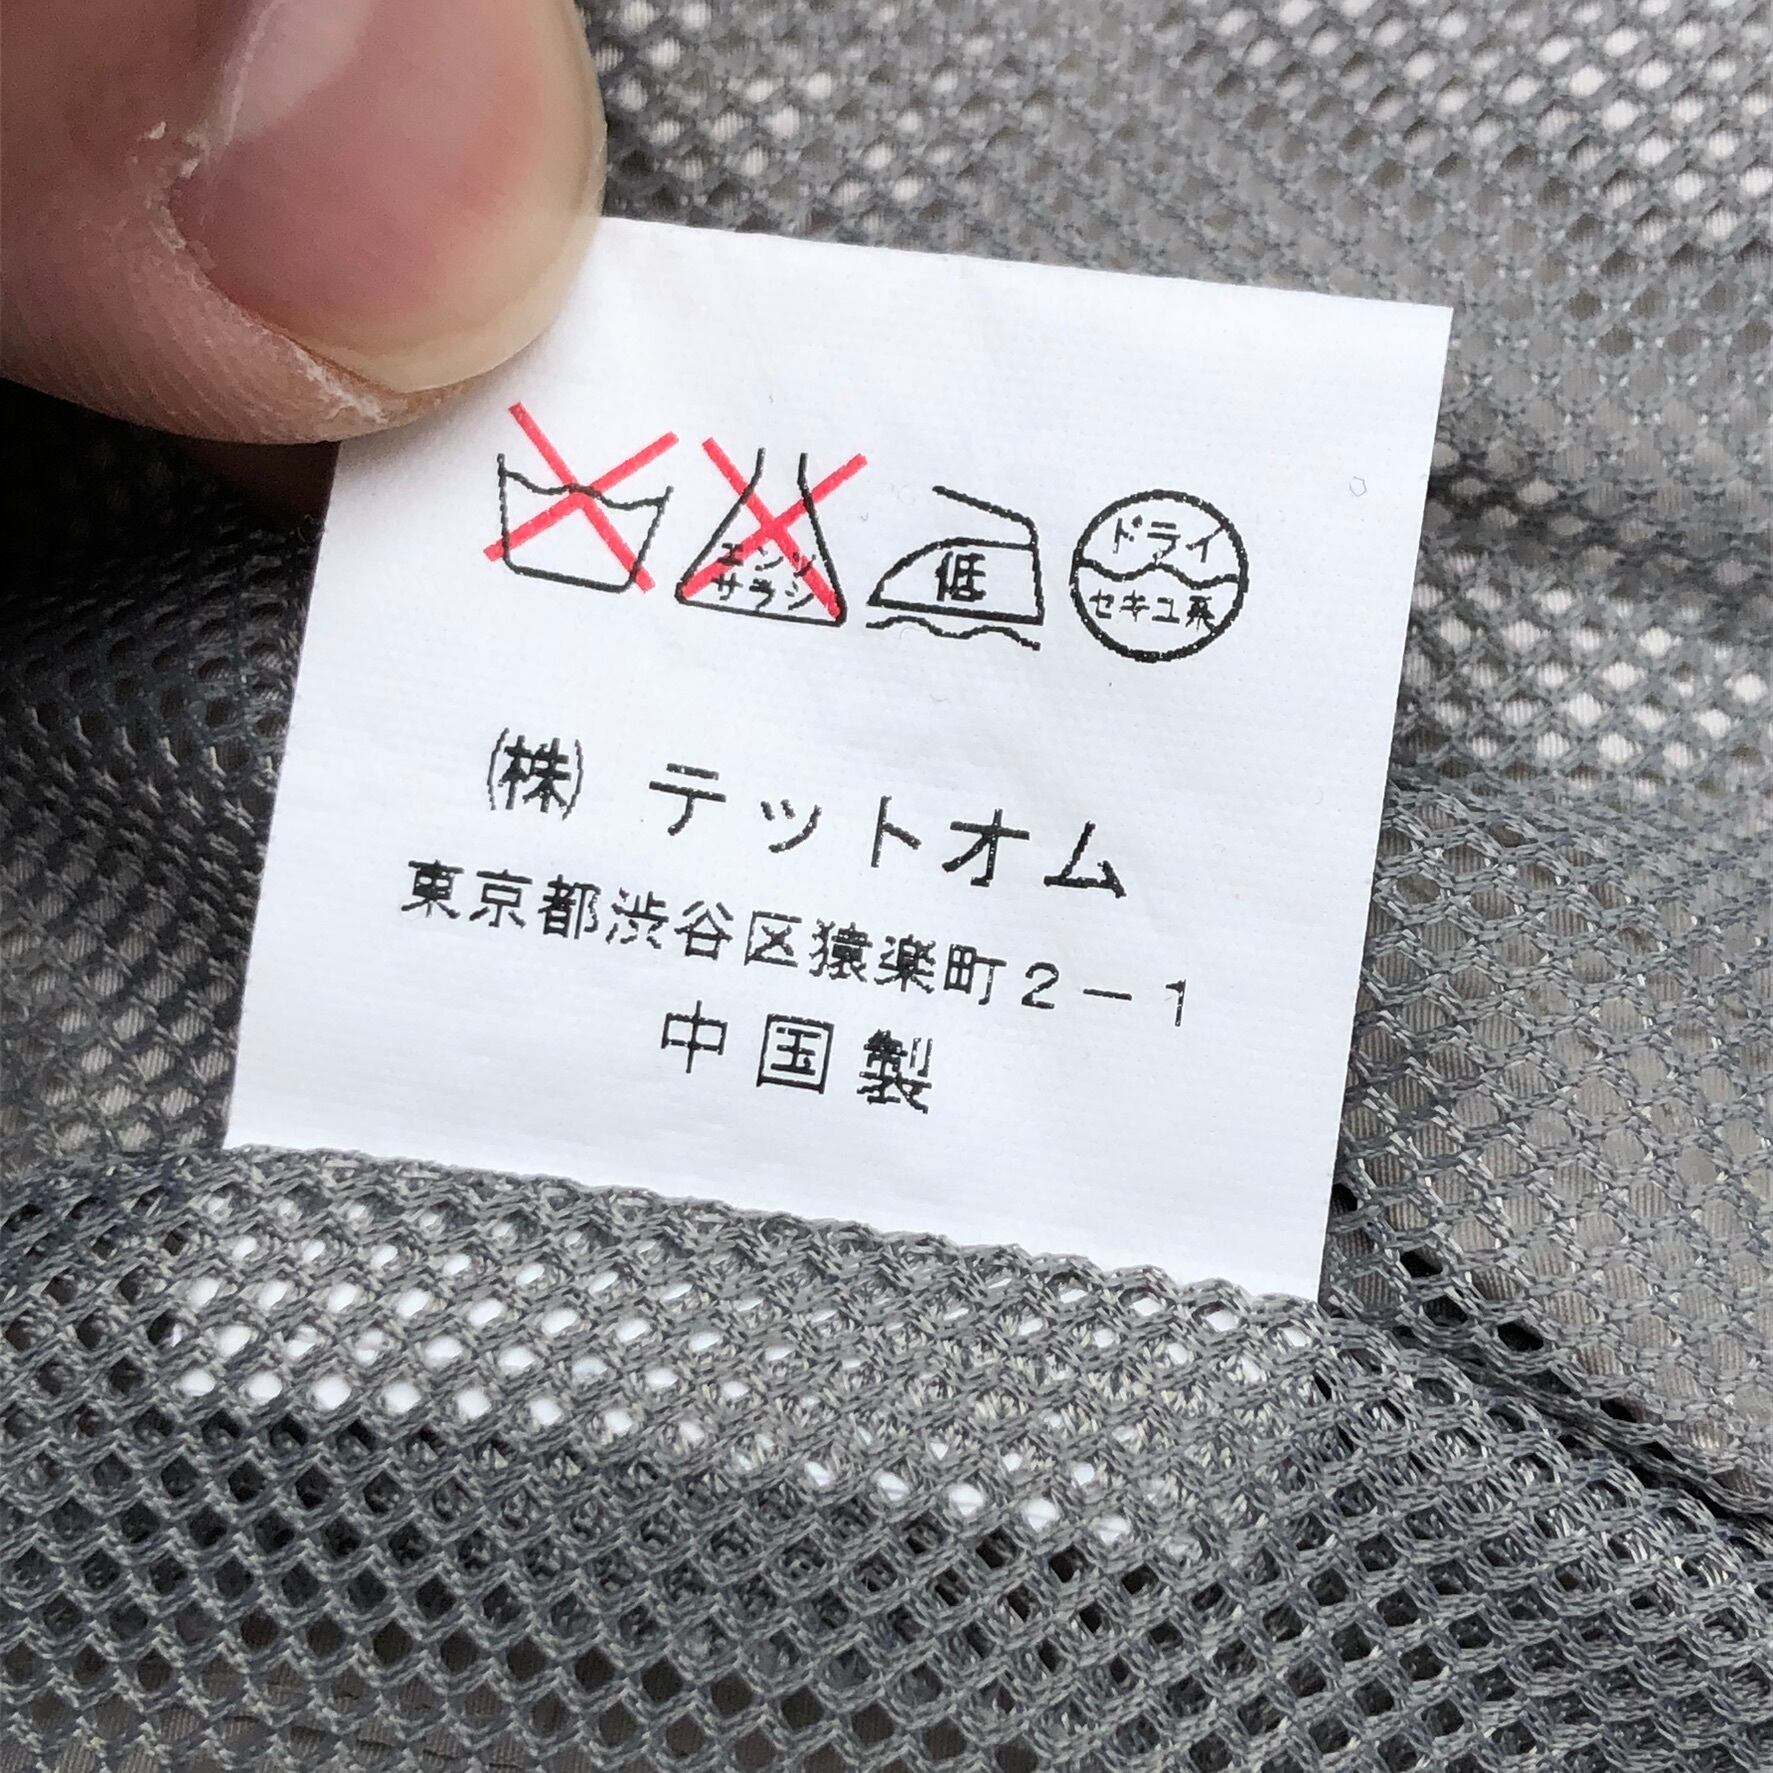 エンソ
サラシ
低
ドライ
セキユ系
㈱ テットオム
東京都渋谷区猿楽町2-1
中国製